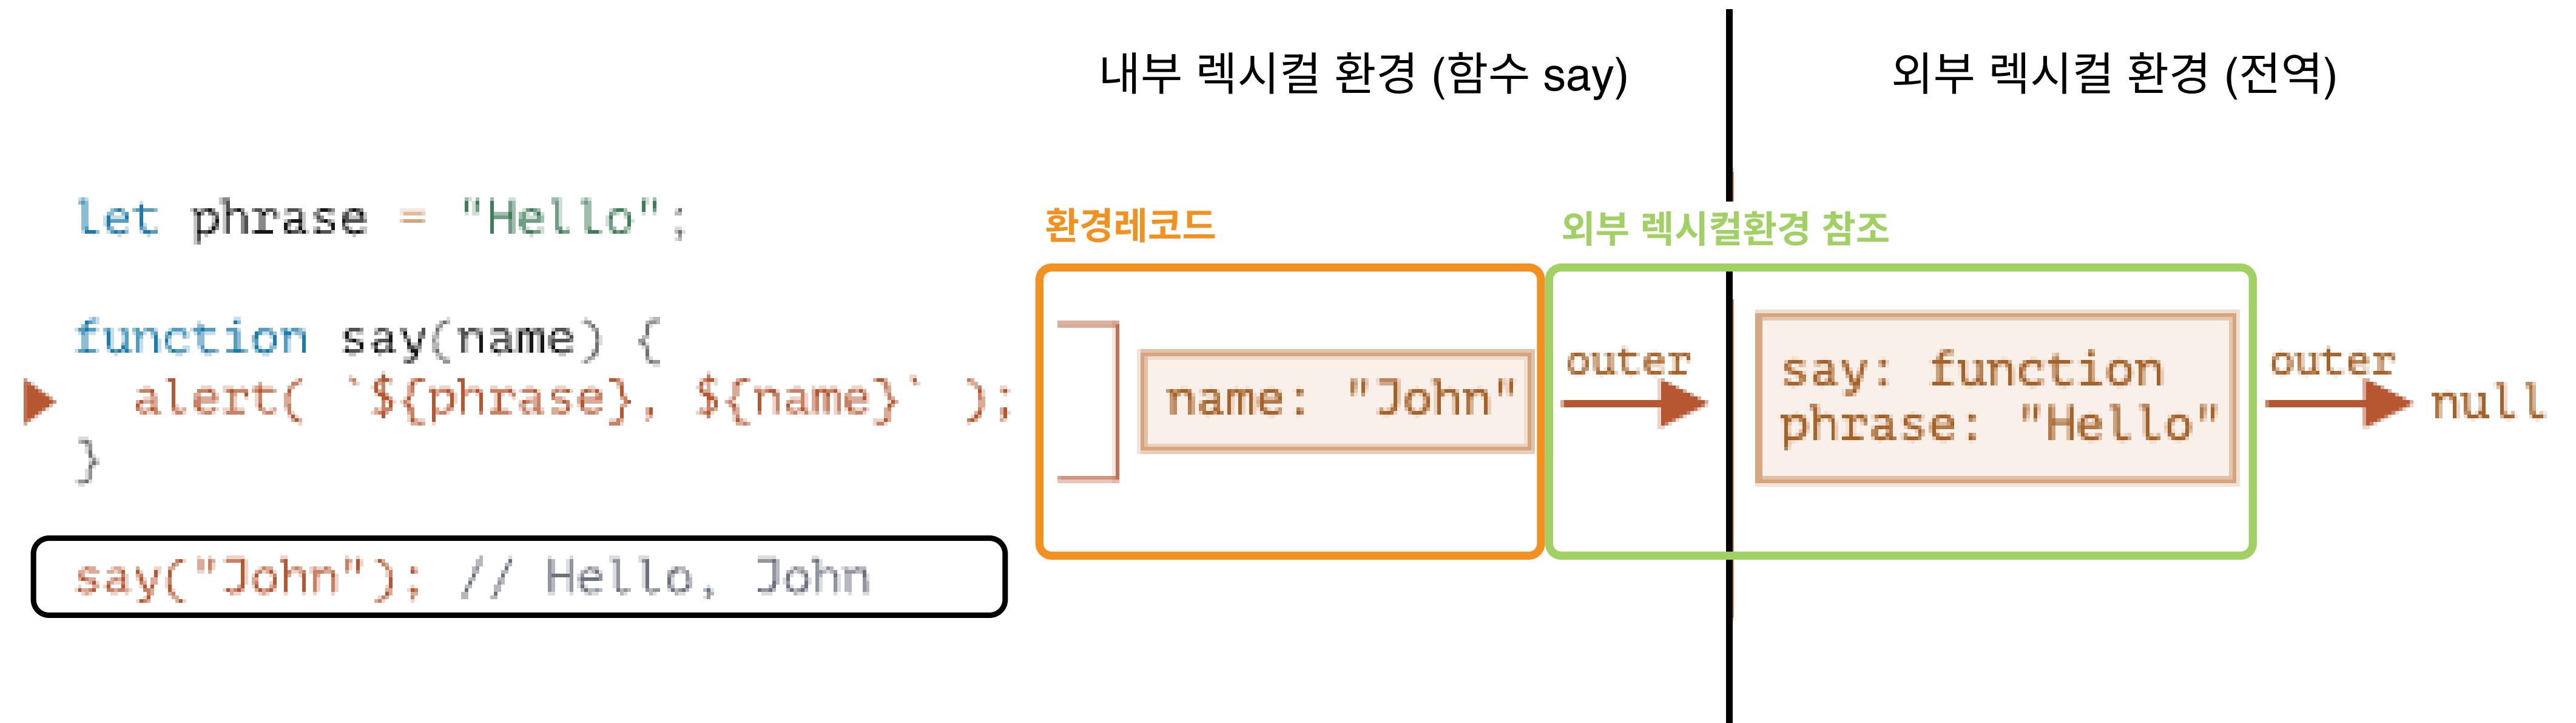 내부 렉시컬 환경 (함수 say)
외부 렉시컬 환경 (전역)
let phrase = "Hello";
function say(name) {
  alert( `${phrase}, ${name}` );
}
say("John"); // Hello, John
환경레코드
name: "John"
외부 렉시컬환경 참조
outer
say: function
phrase: "Hello"
outer
null